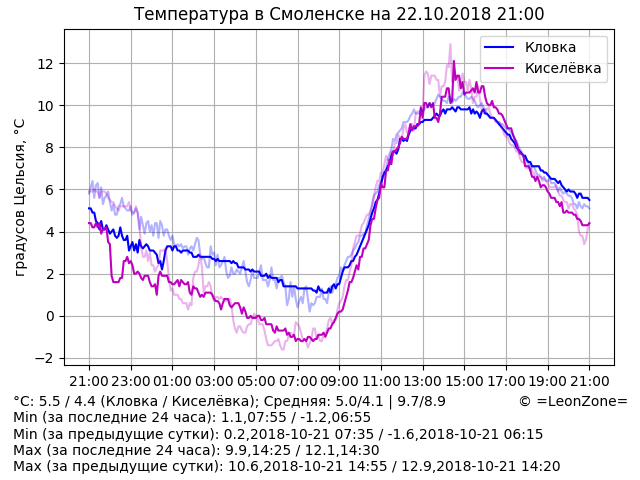 Температура в Смоленске на 22.10.2018 21:00
Кловка
Киселёвка
градусов Цельсия, °C
12
10
8
6
4
2
0
−2
21:00 23:00 01:00 03:00 05:00 07:00 09:00 11:00 13:00 15:00 17:00 19:00 21:00
°C: 5.5 / 4.4 (Кловка / Киселёвка); Средняя: 5.0/4.1 | 9.7/8.9 © =LeonZone=
Min (за последние 24 часа): 1.1,07:55 / -1.2,06:55
Min (за предыдущие сутки): 0.2,2018-10-21 07:35 / -1.6,2018-10-21 06:15
Max (за последние 24 часа): 9.9,14:25 / 12.1,14:30
Max (за предыдущие сутки): 10.6,2018-10-21 14:55 / 12.9,2018-10-21 14:20